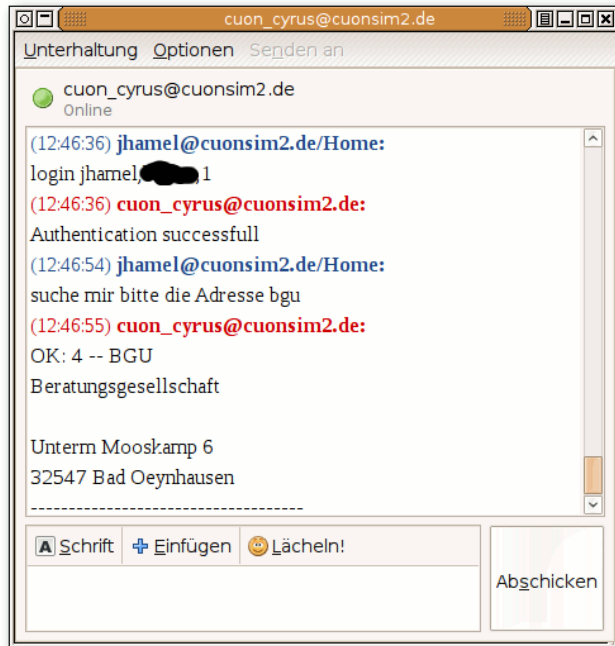 cuon_cyrus@cuonsim2.de
Unterhaltung Optionen Senden an
cuon_cyrus@cuonsim2.de
Online
(12:46:36) jhamel@cuonsim2.de/Home:
login jhamel, 1
(12:46:36) cuon_cyrus@cuonsim2.de:
Authentication successfull
(12:46:54) jhamel@cuonsim2.de/Home:
suche mir bitte die Adresse bgu
(12:46:55) cuon_cyrus@cuonsim2.de:
OK: 4 -- BGU
Beratungsgesellschaft
Unterm Mooskamp 6
32547 Bad Oeynhausen
------------------------------------
A Schrift Einfügen Lächeln!
Abschicken